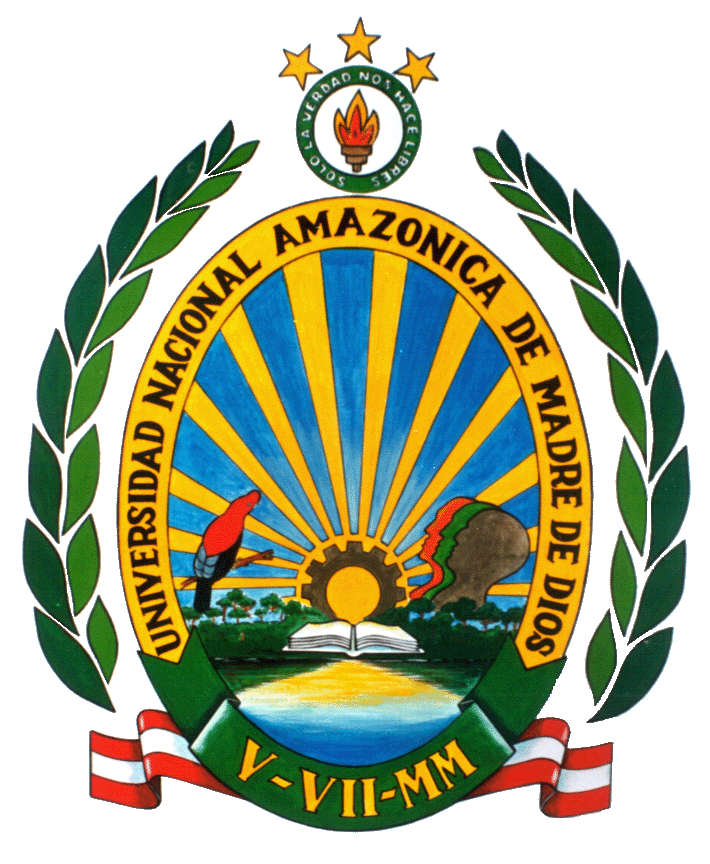 SOLO LA VERDAD NOS HACE LIBRES
UNIVERSIDAD NACIONAL AMAZONICA DE MADRE DE DIOS
V-VII-MM